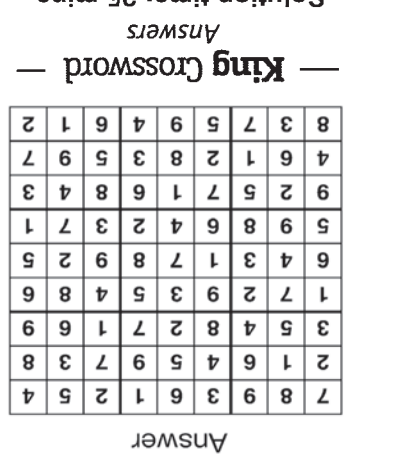 Answer
7 8 9 3 6 1 2 5 4
2 1 6 4 5 9 7 3 8
3 5 4 8 2 7 1 6 9
1 7 2 9 3 5 4 8 6
6 4 3 1 7 8 9 2 5
5 9 8 6 4 2 3 7 1
9 2 5 7 1 6 8 4 3
4 6 1 2 8 3 5 9 7
8 3 7 5 9 4 6 1 2
— King Crossword —
Answers
Solution time: 25 mins